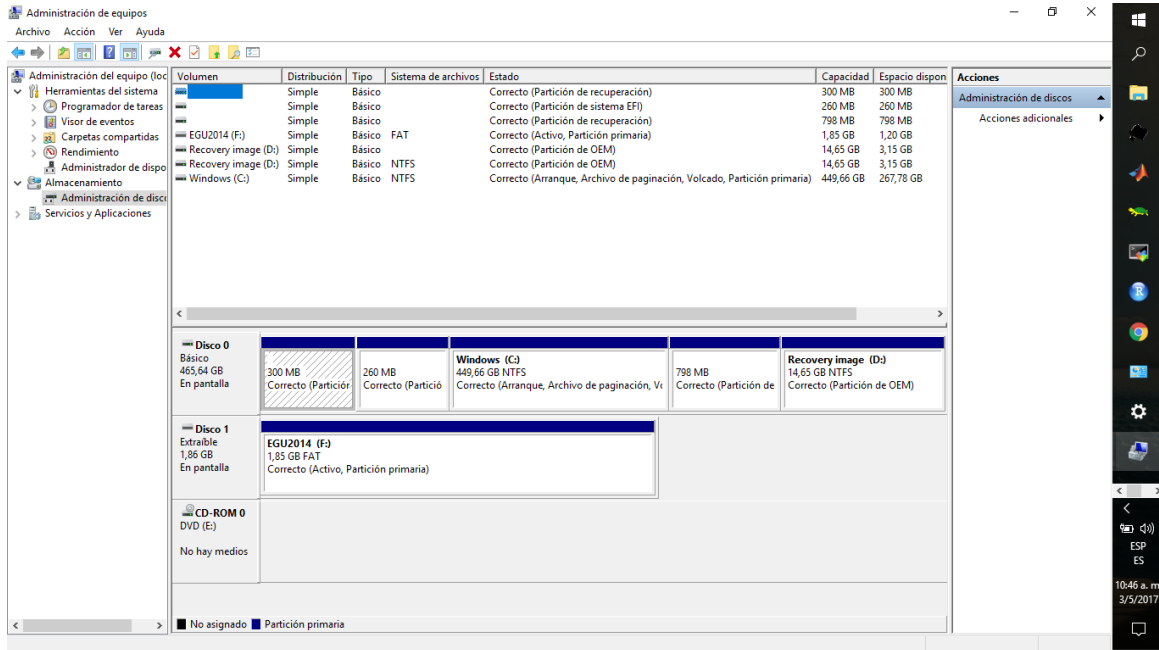 Administración de equipos
Archivo Acción Ver Ayuda
Administración del equipo (loc
Herramientas del sistema
Programador de tareas
Visor de eventos
Carpetas compartidas
Rendimiento
Administrador de dispo
Almacenamiento
Administración de disco
Servicios y Aplicaciones
Volumen Distribución Tipo Sistema de archivos Estado Capacidad Espacio dispon
Simple Básico Correcto (Partición de recuperación) 300 MB 300 MB
Simple Básico Correcto (Partición de sistema EFI) 260 MB 260 MB
Simple Básico Correcto (Partición de recuperación) 798 MB 798 MB
EGU2014 (F:) Simple Básico FAT Correcto (Activo, Partición primaria) 1,85 GB 1,20 GB
Recovery image (D:) Simple Básico Correcto (Partición de OEM) 14,65 GB 3,15 GB
Recovery image (D:) Simple Básico NTFS Correcto (Partición de OEM) 14,65 GB 3,15 GB
Windows (C:) Simple Básico NTFS Correcto (Arranque, Archivo de paginación, Volcado, Partición primaria) 449,66 GB 267,78 GB
Disco 0
Básico
465,64 GB
En pantalla
300 MB
Correcto (Partición
260 MB
Correcto (Partició
Windows (C:)
449,66 GB NTFS
Correcto (Arranque, Archivo de paginación, Vo
798 MB
Correcto (Partición de
Recovery image (D:)
14,65 GB NTFS
Correcto (Partición de OEM)
Disco 1
Extraíble
1,86 GB
En pantalla
EGU2014 (F:)
1,85 GB FAT
Correcto (Activo, Partición primaria)
CD-ROM 0
DVD (E:)
No hay medios
No asignado Partición primaria
Acciones
Administración de discos
Acciones adicionales
R
ESP
ES
10:46 a. m
3/5/2017